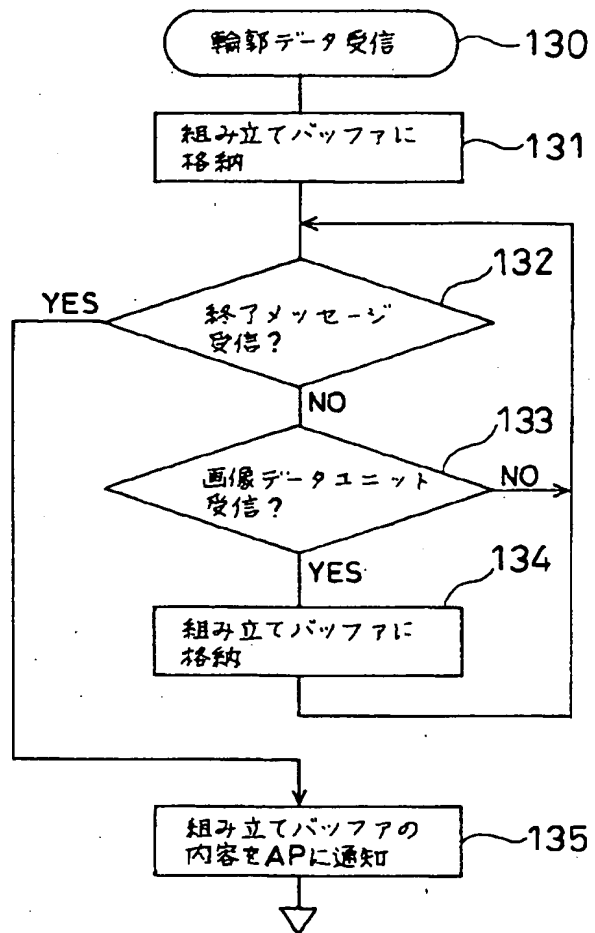 輪郭データ受信
130
組み立てバッファに
格納
131
132
YES
終了メッセージ
受信?
NO
133
画像データユニット
受信?
NO
YES
134
組み立てバッファに
格納
組み立てバッファの
内容をAPに通知
135